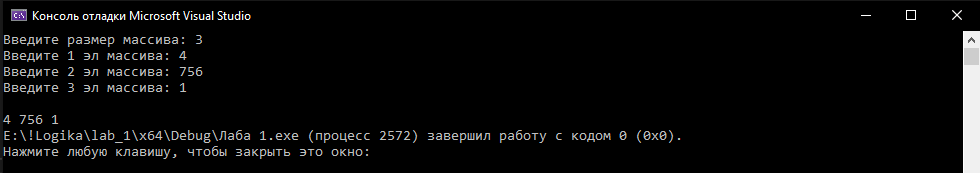 Консоль отладки Microsoft Visual Studio
Введите размер массива: 3
Введите 1 эл массива: 4
Введите 2 эл массива: 756
Введите 3 эл массива: 1
4 756 1
E:\!Logika\lab_1\x64\Debug\Лаба 1.exe (процесс 2572) завершил работу с кодом 0 (0x0).
Нажмите любую клавишу, чтобы закрыть это окно: